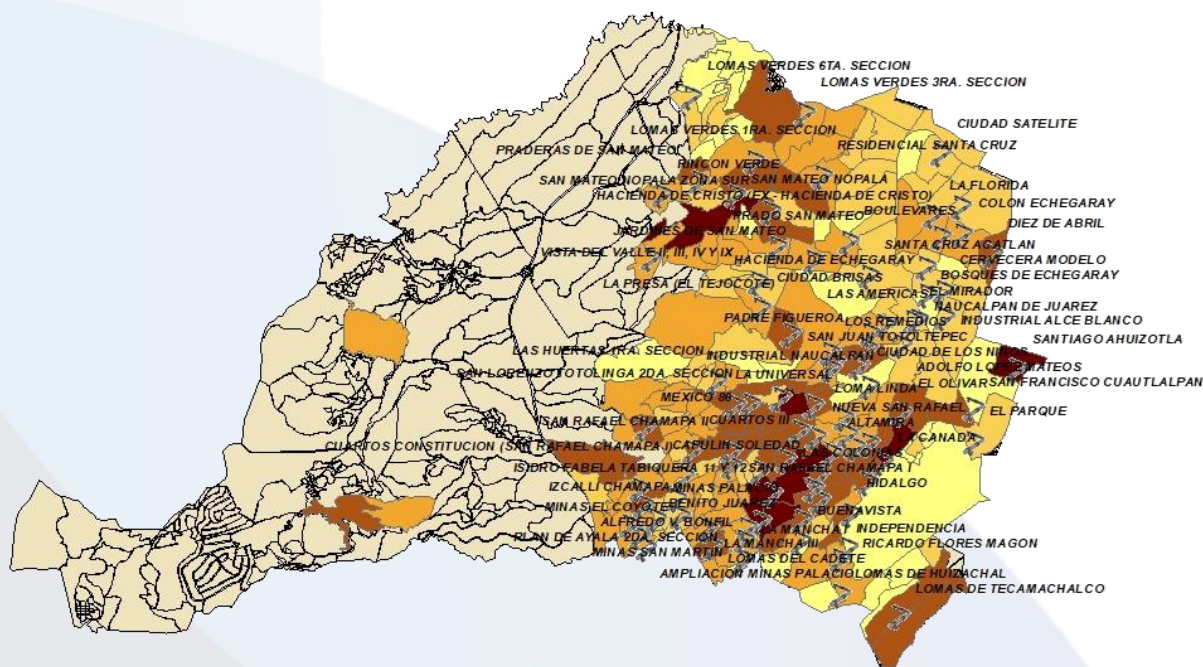 LOMAS VERDES 6TA. SECCION
LOMAS VERDES 3RA. SECCION
CIUDAD SATELITE
LOMAS VERDES 1RA. SECCION
RESIDENCIAL SANTA CRUZ
PRADERAS DE SAN MATEO
RINCON VERDE
SAN MATEO NOPALA ZONA SUR
SAN MATEO NOPALA
LA FLORIDA
HACIENDA DE CRISTO (EX - HACIENDA DE CRISTO)
COLON ECHEGARAY
PRADO SAN MATEO
BOULEVARES
DIEZ DE ABRIL
JARDINES DE SAN MATEO
SANTA CRUZ ACATLAN
VISTA DEL VALLE II, III, IV Y IX
HACIENDA DE ECHEGARAY
CERVECERA MODELO
CIUDAD BRISAS
BOSQUES DE ECHEGARAY
LA PRESA (EL TEJOCOTE)
LAS AMERICAS
EL MIRADOR
NAUCALPAN DE JUAREZ
PADRE FIGUEROA
LOS REMEDIOS
INDUSTRIAL ALCE BLANCO
SAN JUAN TOTOLTEPEC
SANTIAGO AHUIZOTLA
LAS HUERTAS 1RA. SECCION
INDUSTRIAL NAUCALPAN
CIUDAD DE LOS NIÑOS
ADOLFO LOPEZ MATEOS
SAN LORENZO TOTOLINGA 2DA. SECCION
LA UNIVERSAL
LOMA LINDA
EL OLIVAR
SAN FRANCISCO CUAUTLALPAN
MEXICO 86
NUEVA SAN RAFAEL
EL PARQUE
SAN RAFAEL CHAMAPA II
CUARTOS III
ALTAMIRA
CUARTOS CONSTITUCION (SAN RAFAEL CHAMAPA I)
CAPULIN SOLEDAD
LA CAÑADA
LAS COLONIAS
ISIDRO FABELA
TABIQUERA 11 Y 12
SAN RAFAEL CHAMAPA I
IZCALLI CHAMAPA
MINAS PALACIO
HIDALGO
MINAS EL COYOTE
BENITO JUAREZ
BUENAVISTA
ALFREDO V. BONFIL
LA MANCHA I
INDEPENDENCIA
PLAN DE AYALA 2DA. SECCION
LA MANCHA III
RICARDO FLORES MAGON
MINAS SAN MARTIN
LOMAS DEL CADETE
AMPLIACION MINAS PALACIO
LOMAS DE HUIZACHAL
LOMAS DE TECAMACHALCO